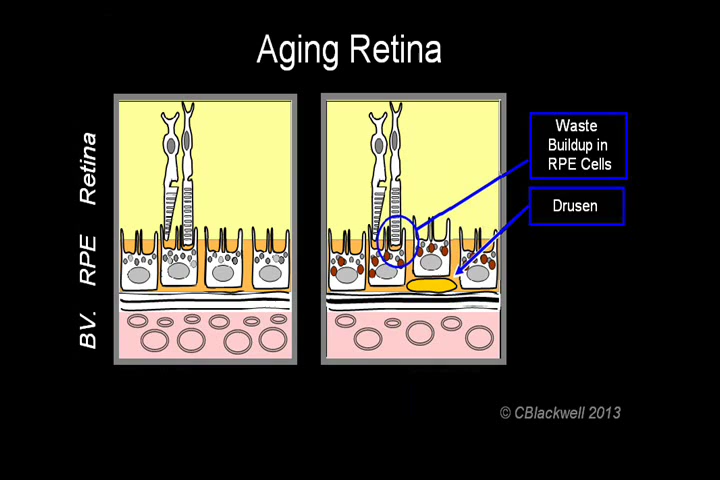 Aging Retina
Retina
RPE
BV.
Waste
Buildup in
RPE Cells
Drusen
© CBlackwell 2013